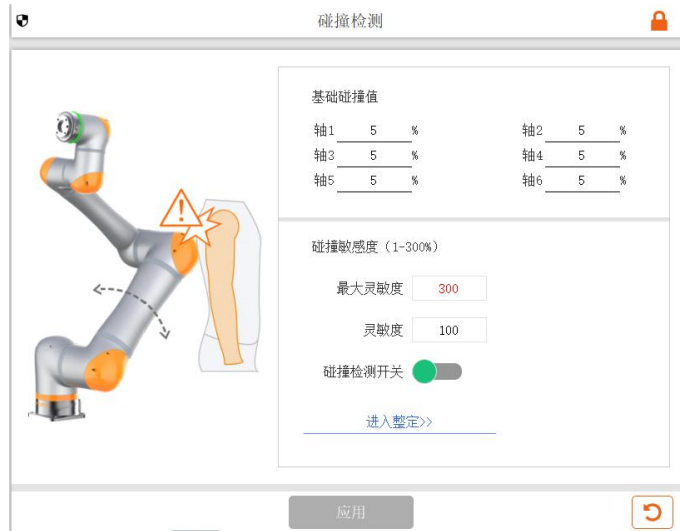 碰撞检测
基础碰撞值
轴1 5 % 轴2 5 %
轴3 5 % 轴4 5 %
轴5 5 % 轴6 5 %
碰撞敏感度（1-300%）
最大灵敏度 300
灵敏度 100
碰撞检测开关
进入整定>>
应用